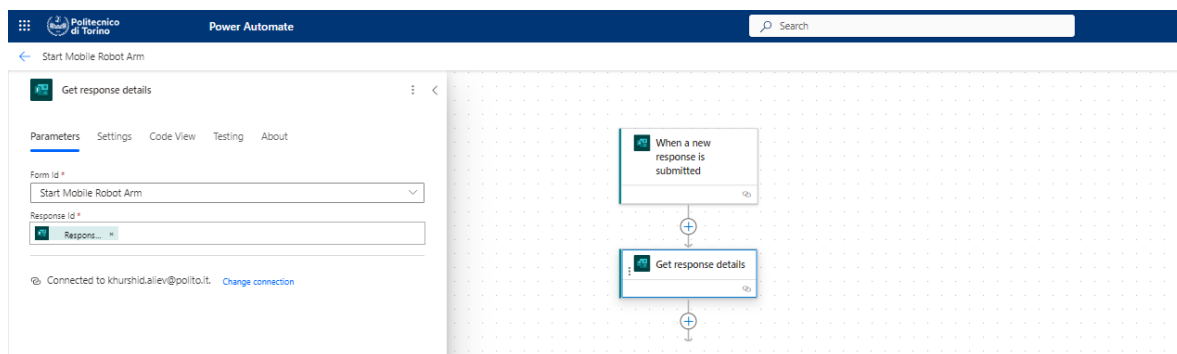 Politecnico
di Torino
Power Automate
Search
Start Mobile Robot Arm
Get response details
Parameters Settings Code View Testing About
Form Id *
Start Mobile Robot Arm
Response Id *
Respons... ×
Connected to khurshid.aliev@polito.it. Change connection
When a new
response is
submitted
Get response details